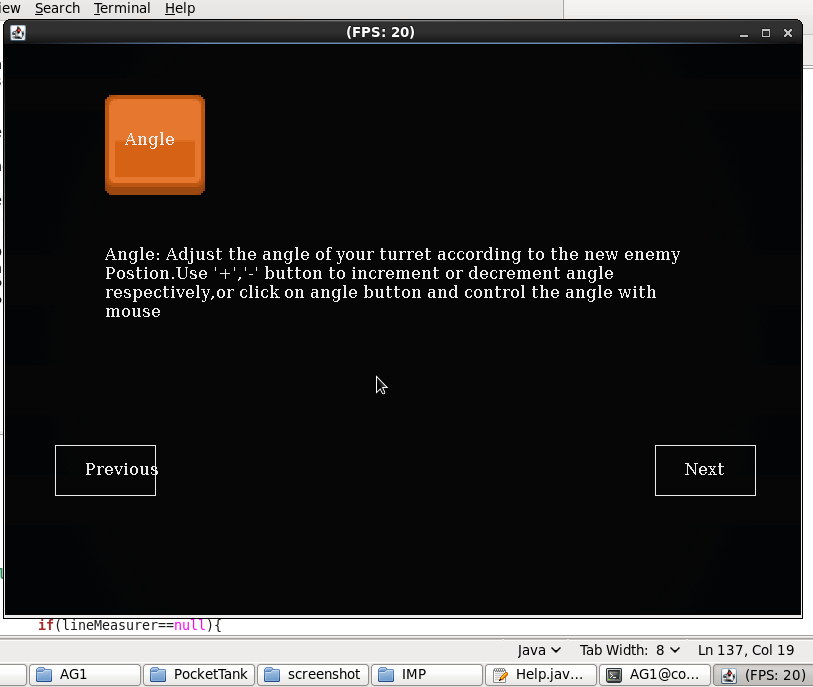 Search Terminal Help
(FPS: 20)
Angle
Angle: Adjust the angle of your turret according to the new enemy
Postion.Use '+','-' button to increment or decrement angle
respectively,or click on angle button and control the angle with
mouse
Previous
Next
if(lineMeasurer==null){
Java Tab Width: 8 Ln 137, Col 19
AG1 PocketTank screenshot IMP Help.jav... AG1@co... (FPS: 20)